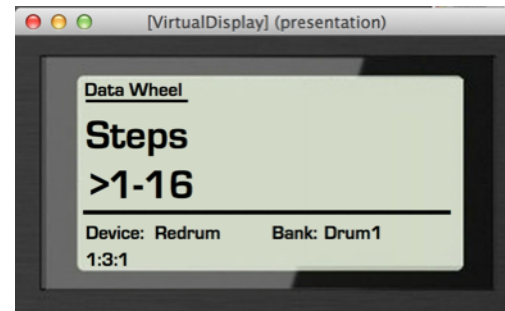 [VirtualDisplay] (presentation)
Data Wheel
Steps
>1-16
Device: Redrum Bank: Drum1
1:3:1